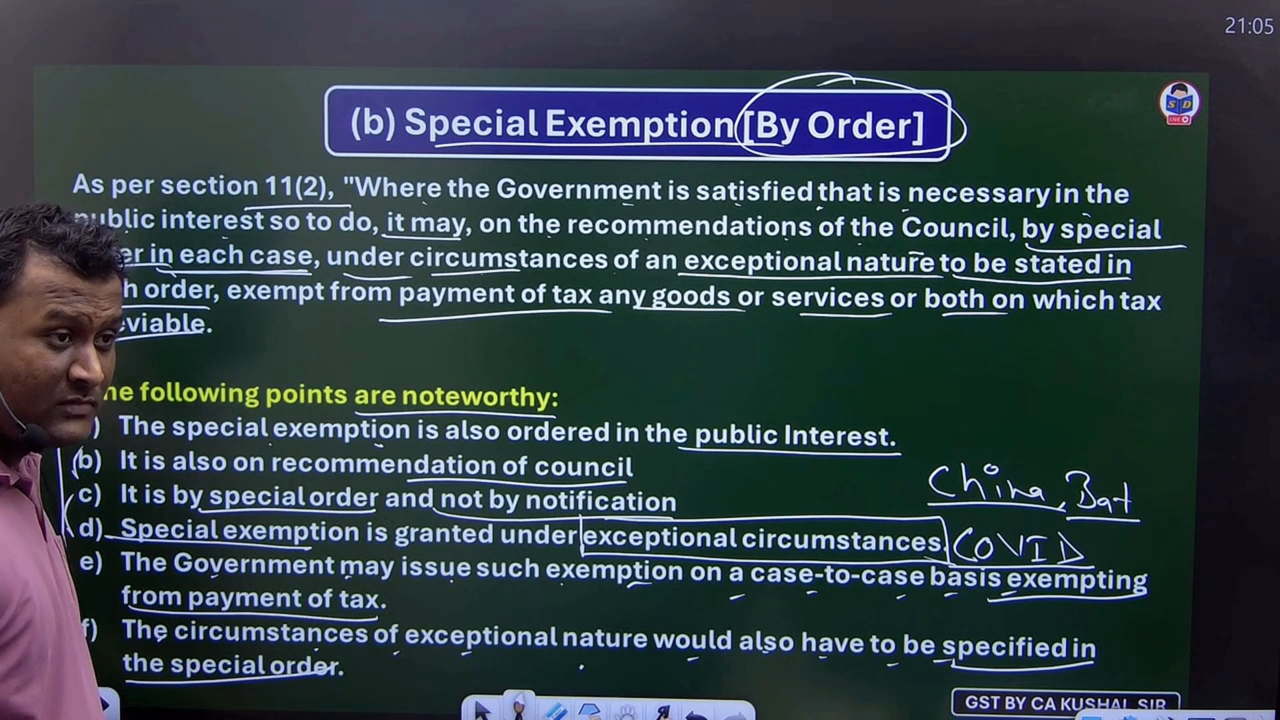 21:05
(b) Special Exemption [By Order]
As per section 11(2), "Where the Government is satisfied that is necessary in the
public interest so to do, it may, on the recommendations of the Council, by special
er in each case, under circumstances of an exceptional nature to be stated in
h order, exempt from payment of tax any goods or services or both on which tax
eviable.
he following points are noteworthy:
) The special exemption is also ordered in the public Interest.
(b) It is also on recommendation of council
c) It is by special order and not by notification
China, Bat
d) Special exemption is granted under exceptional circumstances.
COVID
e) The Government may issue such exemption on a case-to-case basis exempting
from payment of tax.
f) The circumstances of exceptional nature would also have to be specified in
the special order.
SD
LIVE
GST BY CA KUSHAL SIR